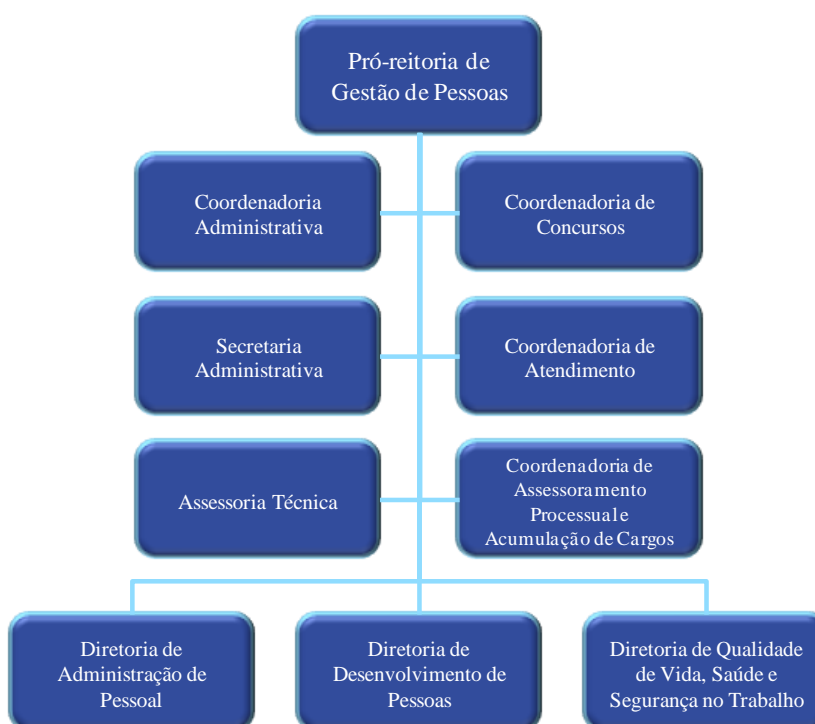 Pró-reitoria de
Gestão de Pessoas
Coordenadoria
Administrativa
Coordenadoria de
Concursos
Secretaria
Administrativa
Coordenadoria de
Atendimento
Assessoria Técnica
Coordenadoria de
Assessoramento
Processual e
Acumulação de Cargos
Diretoria de
Administração de
Pessoal
Diretoria de
Desenvolvimento de
Pessoas
Diretoria de Qualidade
de Vida, Saúde e
Segurança no Trabalho